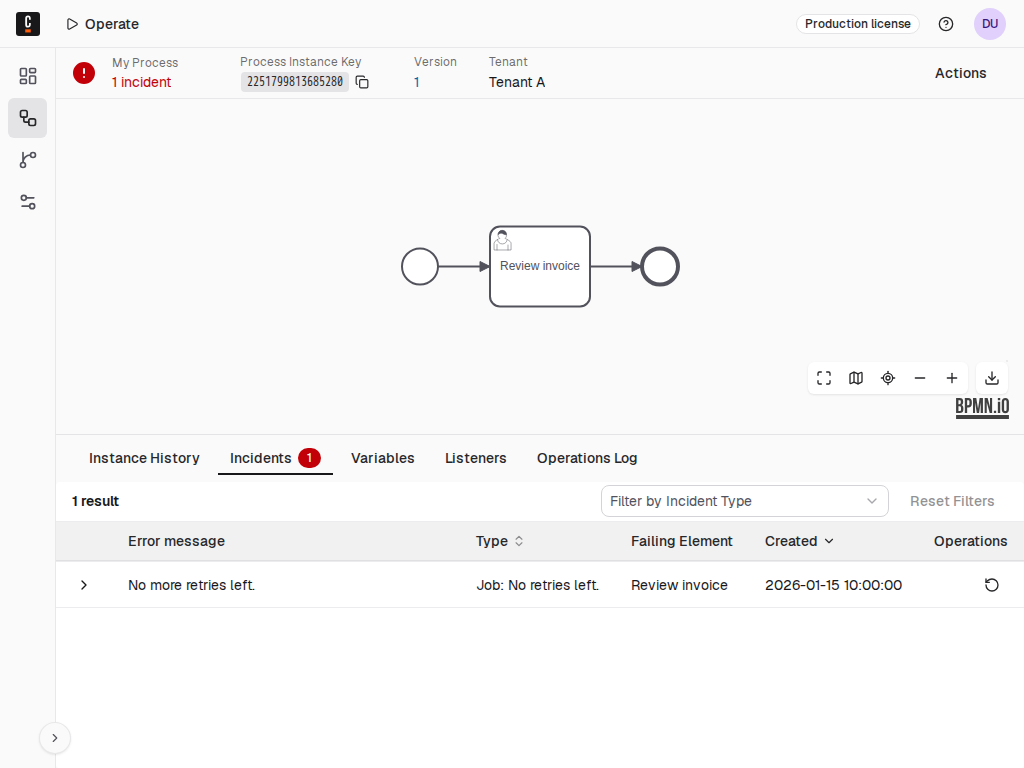 C
Operate
Production license
DU
My Process
1 incident
Process Instance Key
2251799813685280
Version
1
Tenant
Tenant A
Actions
Review invoice
BPMN.iO
Instance History
Incidents 1
Variables
Listeners
Operations Log
1 result
Filter by Incident Type
Reset Filters
Error message
Type
Failing Element
Created
Operations
No more retries left.
Job: No retries left.
Review invoice
2026-01-15 10:00:00